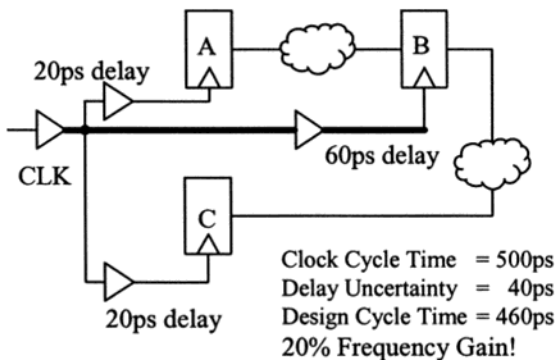 A
B
20ps delay
CLK
60ps delay
C
20ps delay
Clock Cycle Time = 500ps
Delay Uncertainty = 40ps
Design Cycle Time = 460ps
20% Frequency Gain!